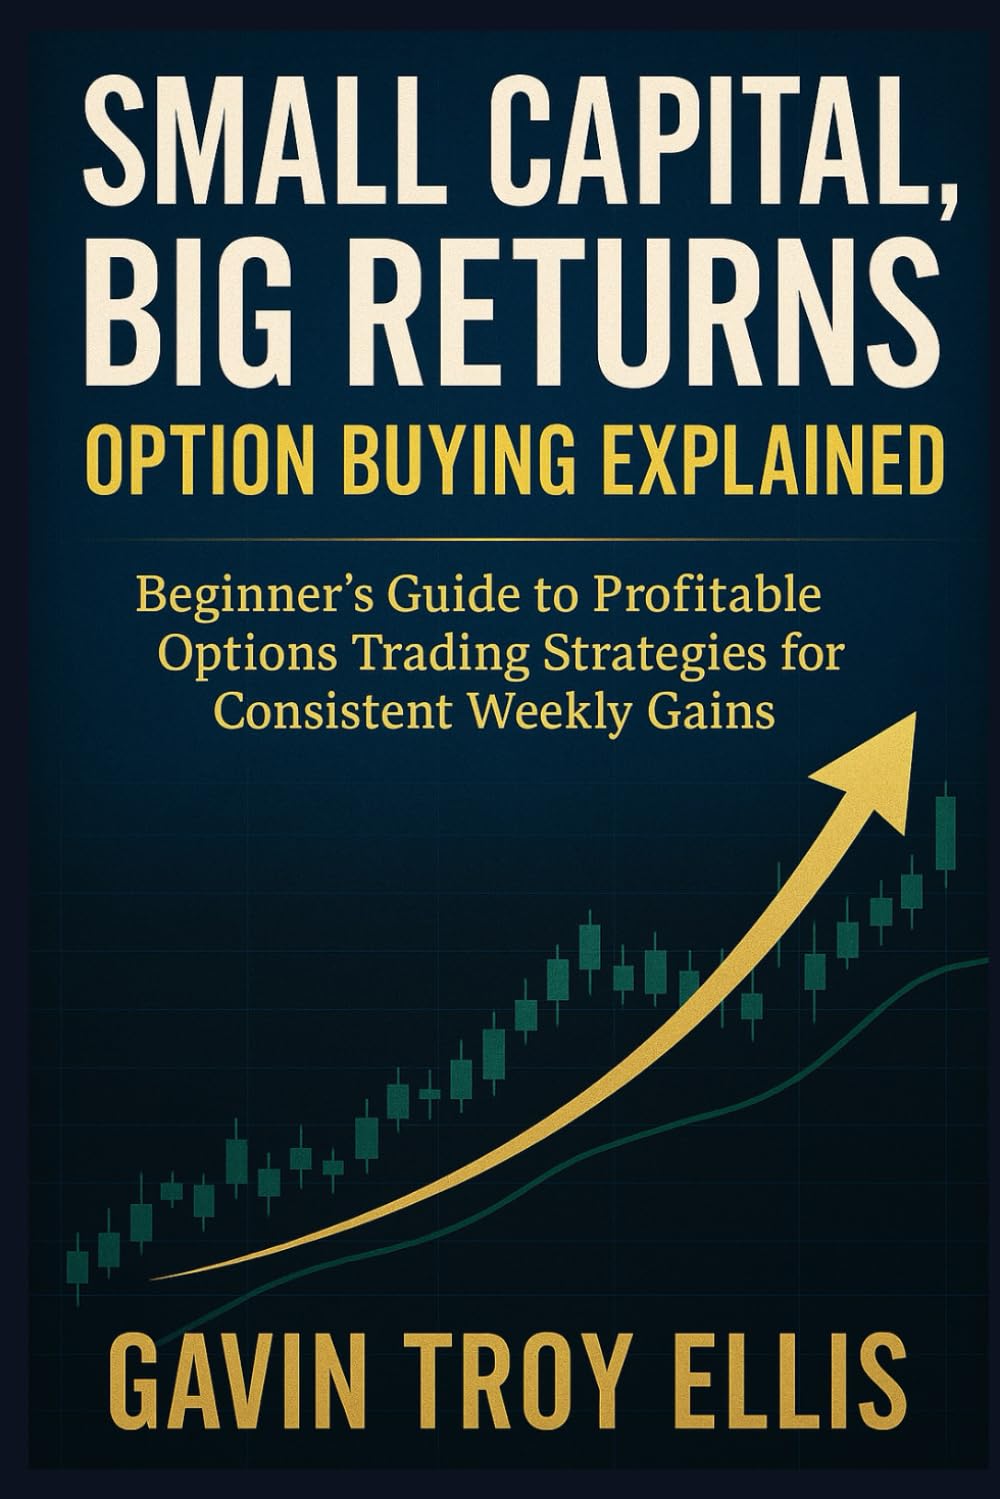 SMALL CAPITAL,
BIG RETURNS
OPTION BUYING EXPLAINED
Beginner’s Guide to Profitable
Options Trading Strategies for
Consistent Weekly Gains
GAVIN TROY ELLIS